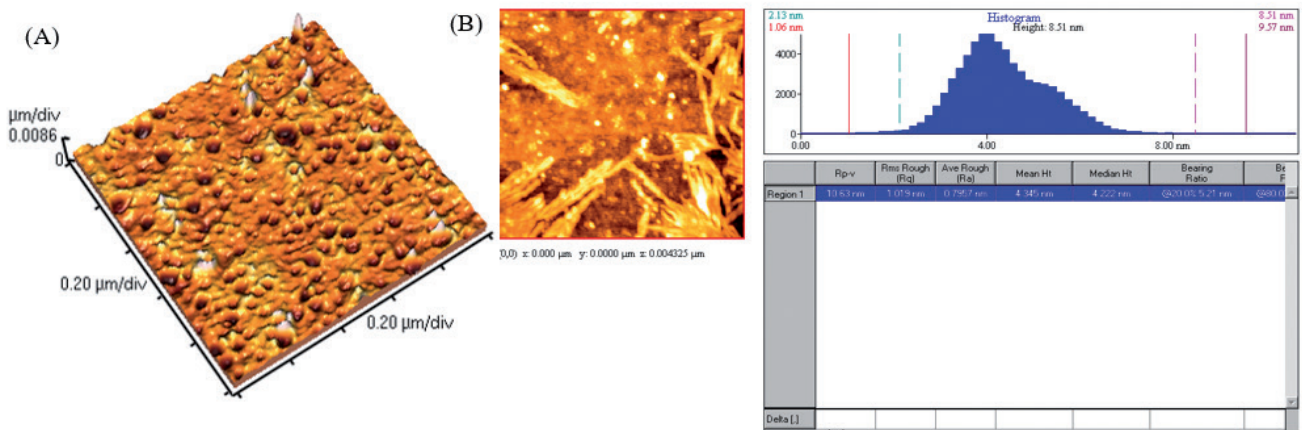 (A)
µm/div
0.0086
0
0.20 µm/div
0.20 µm/div
(B)
(0,0) x: 0.000 µm y: 0.0000 µm z: 0.004325 µm
2.13 nm
1.06 nm
Histogram
Height: 8.51 nm
8.51 nm
9.57 nm
4000
2000
0
0.00 4.00 8.00 nm
Rp-v Rms Rough (Rq) Ave Rough (Ra) Mean Ht Median Ht Bearing Ratio
Region 1 10.63 nm 1.019 nm 0.7957 nm 4.345 nm 4.222 nm @20.0% 5.21 nm @80.0
Delta [.]